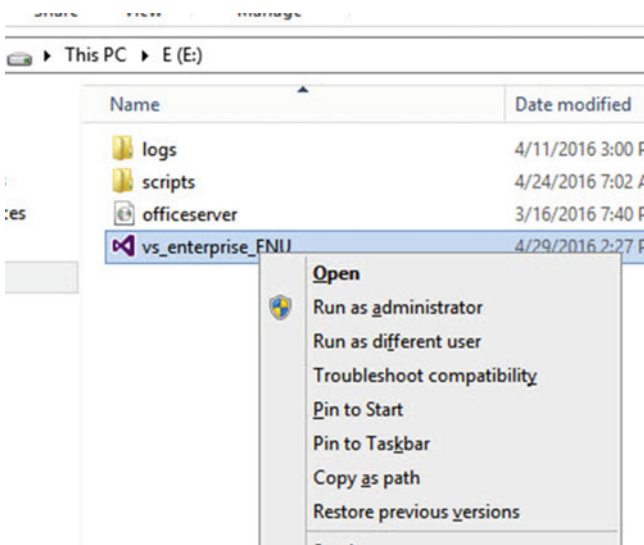 This PC ▸ E (E:)
Name Date modified
logs 4/11/2016 3:00
scripts 4/24/2016 7:02
officeserver 3/16/2016 7:40
vs_enterprise_ENU 4/29/2016 2:27
Open
Run as administrator
Run as different user
Troubleshoot compatibility
Pin to Start
Pin to Taskbar
Copy as path
Restore previous versions